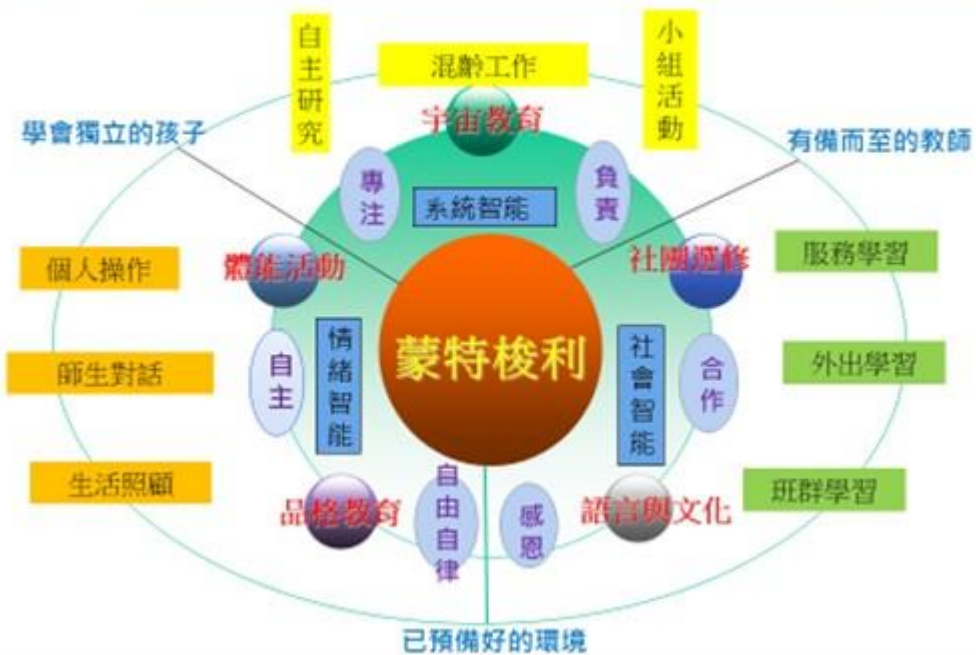 自主研究
混齡工作
小組活動
宇宙教育
學會獨立的孩子
有備而至的教師
專注
負責
系統智能
個人操作
體能活動
社團選修
服務學習
師生對話
自主
情緒智能
蒙特梭利
社會智能
合作
外出學習
生活照顧
品格教育
自由自律
感恩
語言與文化
班群學習
已預備好的環境